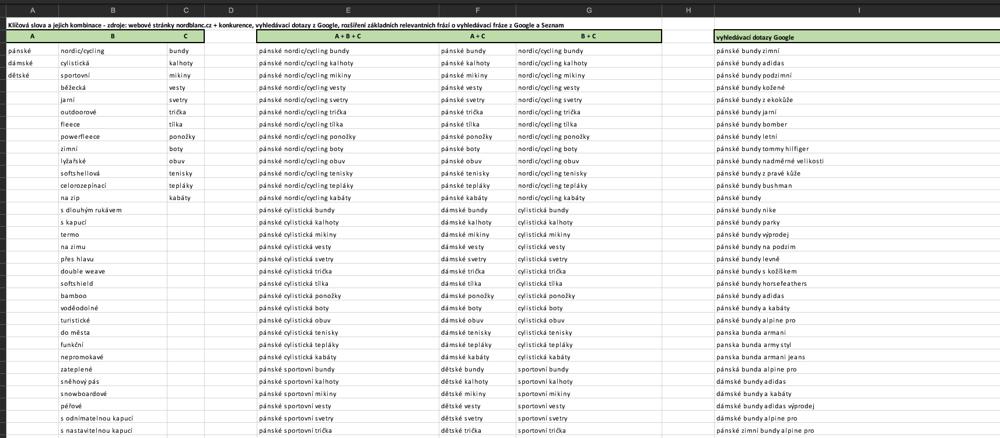 A B C D E F G H I
Klíčová slova a jejich kombinace - zdroje: webové stránky nordblanc.cz + konkurence, vyhledávací dotazy z Google, rozšíření základních relevantních frází o vyhledávací fráze z Google a Seznam
A B C A + B + C A + C B + C vyhledávací dotazy Google
pánské nordic/cycling bundy pánské nordic/cycling bundy pánské bundy nordic/cycling bundy pánské bundy zimní
dámské cylistická kalhoty pánské nordic/cycling kalhoty pánské kalhoty nordic/cycling kalhoty pánské bundy adidas
dětské sportovní mikiny pánské nordic/cycling mikiny pánské mikiny nordic/cycling mikiny pánské bundy podzimní
běžecká vesty pánské nordic/cycling vesty pánské vesty nordic/cycling vesty pánské bundy kožené
jarní svetry pánské nordic/cycling svetry pánské svetry nordic/cycling svetry pánské bundy z ekokůže
outdoorové trička pánské nordic/cycling trička pánské trička nordic/cycling trička pánské bundy jarní
fleece tílka pánské nordic/cycling tílka pánské tílka nordic/cycling tílka pánské bundy bomber
powerfleece ponožky pánské nordic/cycling ponožky pánské ponožky nordic/cycling ponožky pánské bundy letní
zimní boty pánské nordic/cycling boty pánské boty nordic/cycling boty pánské bundy tommy hilfiger
lyžařské obuv pánské nordic/cycling obuv pánské obuv nordic/cycling obuv pánské bundy nadměrné velikosti
softshellová tenisky pánské nordic/cycling tenisky pánské tenisky nordic/cycling tenisky pánské bundy z pravé kůže
celorozepínací tepláky pánské nordic/cycling tepláky pánské tepláky nordic/cycling tepláky pánské bundy bushman
na zip kabáty pánské nordic/cycling kabáty pánské kabáty nordic/cycling kabáty pánské bundy
s dlouhým rukávem pánské cylistická bundy dámské bundy cylistická bundy pánské bundy nike
s kapucí pánské cylistická kalhoty dámské kalhoty cylistická kalhoty pánské bundy parky
termo pánské cylistická mikiny dámské mikiny cylistická mikiny pánské bundy výprodej
na zimu pánské cylistická vesty dámské vesty cylistická vesty pánské bundy na podzim
přes hlavu pánské cylistická svetry dámské svetry cylistická svetry pánské bundy levně
double weave pánské cylistická trička dámské trička cylistická trička pánské bundy s kožíškem
softshield pánské cylistická tílka dámské tílka cylistická tílka pánské bundy horsefeathers
bamboo pánské cylistická ponožky dámské ponožky cylistická ponožky pánské bundy adidas
voděodolné pánské cylistická boty dámské boty cylistická boty pánské bundy a kabáty
turistické pánské cylistická obuv dámské obuv cylistická obuv pánské bundy alpine pro
do města pánské cylistická tenisky dámské tenisky cylistická tenisky panska bunda armani
funkční pánské cylistická tepláky dámské tepláky cylistická tepláky panska bunda army styl
nepromokavé pánské cylistická kabáty dámské kabáty cylistická kabáty panska bunda armani jeans
zateplené pánské sportovní bundy dětské bundy sportovní bundy pánská bunda alpine pro
sněhový pás pánské sportovní kalhoty dětské kalhoty sportovní kalhoty dámské bundy adidas
snowboardové pánské sportovní mikiny dětské mikiny sportovní mikiny dámské bundy a kabáty
péřové pánské sportovní vesty dětské vesty sportovní vesty dámské bundy adidas výprodej
s odnímatelnou kapucí pánské sportovní svetry dětské svetry sportovní svetry dámské bundy alpine pro
s nastavitelnou kapucí pánské sportovní trička dětské trička sportovní trička pánské zimní bundy alpine pro